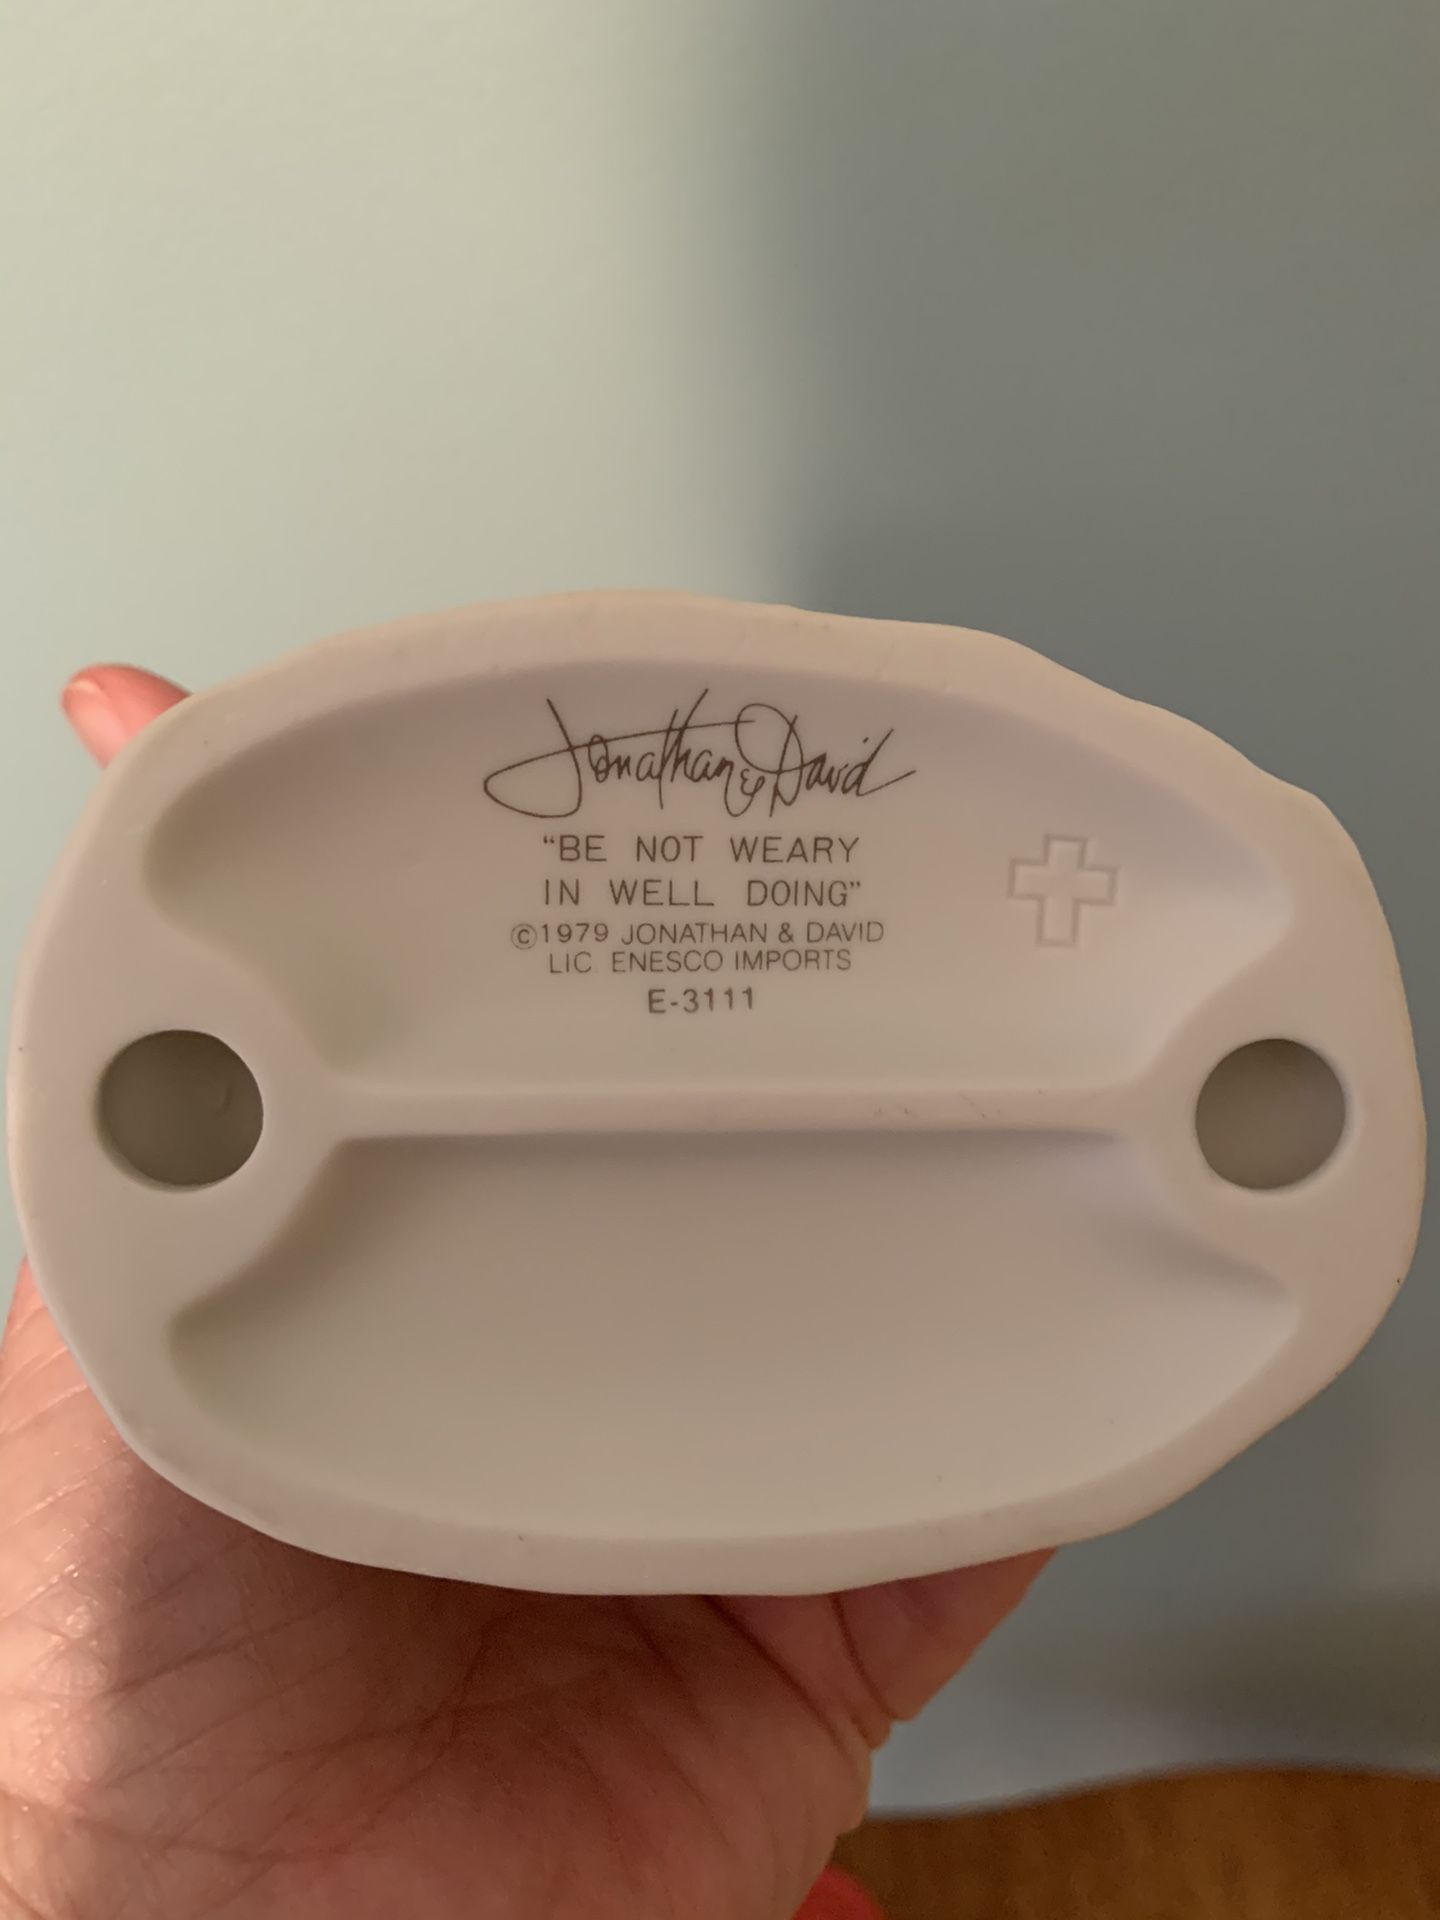 Jonathan & David
“BE NOT WEARY
IN WELL DOING”
©1979 JONATHAN & DAVID
LIC. ENESCO IMPORTS
E-3111